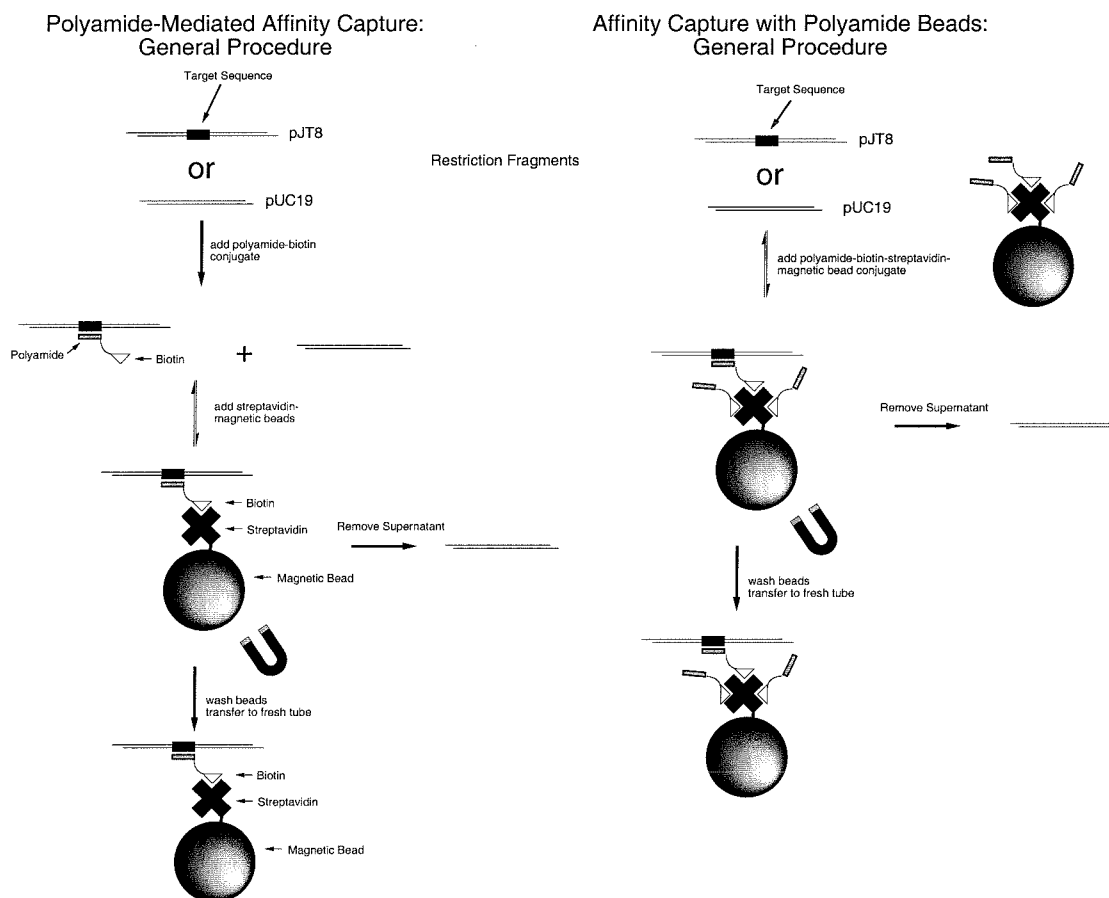 Polyamide-Mediated Affinity Capture:
General Procedure
Target Sequence
pJT8
or
pUC19
add polyamide-biotin
conjugate
Polyamide
Biotin
+
add streptavidin-
magnetic beads
Biotin
Streptavidin
Magnetic Bead
Remove Supernatant
wash beads
transfer to fresh tube
Biotin
Streptavidin
Magnetic Bead
Restriction Fragments
Affinity Capture with Polyamide Beads:
General Procedure
Target Sequence
pJT8
or
pUC19
add polyamide-biotin-streptavidin-
magnetic bead conjugate
Remove Supernatant
wash beads
transfer to fresh tube